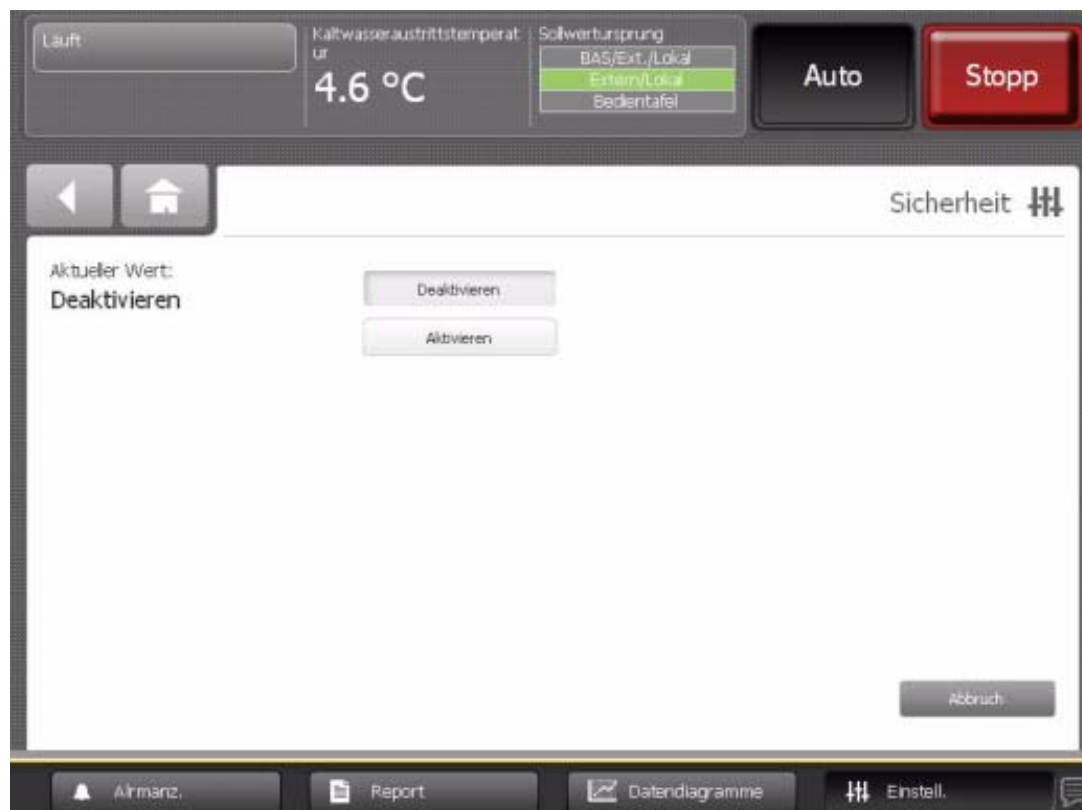 Läuft
Kaltwasseraustrittstemperat
ur
4.6 °C
Sollwertursprung
BAS/Ext./Lokal
Extern/Lokal
Bedientafel
Auto
Stopp
Sicherheit
Aktueller Wert:
Deaktivieren
Deaktivieren
Aktivieren
Abbruch
Alrmanz.
Report
Datendiagramme
Einstell.